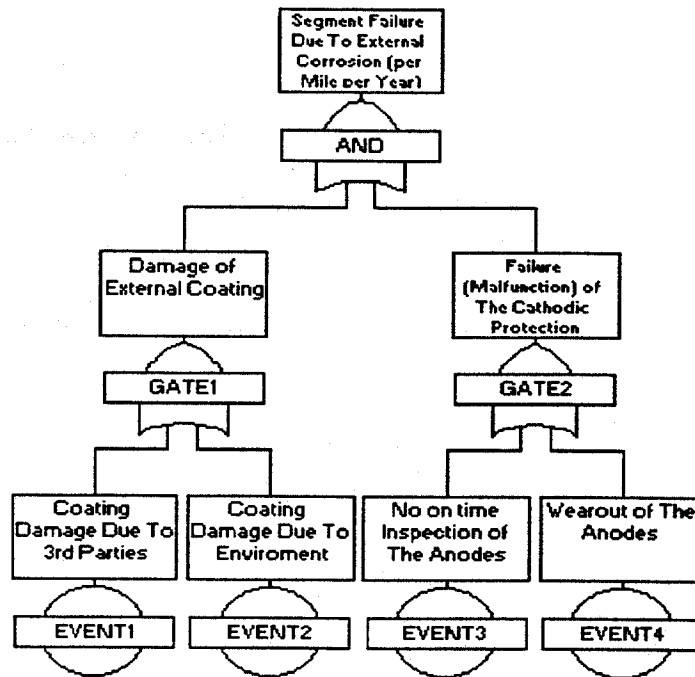 Segment Failure
Due To External
Corrosion (per
Mile per Year)
AND
Damage of
External Coating
Failure
(Malfunction) of
The Cathodic
Protection
GATE1
GATE2
Coating
Damage Due To
3rd Parties
Coating
Damage Due To
Enviroment
No on time
Inspection of
The Anodes
Wearout of The
Anodes
EVENT1
EVENT2
EVENT3
EVENT4